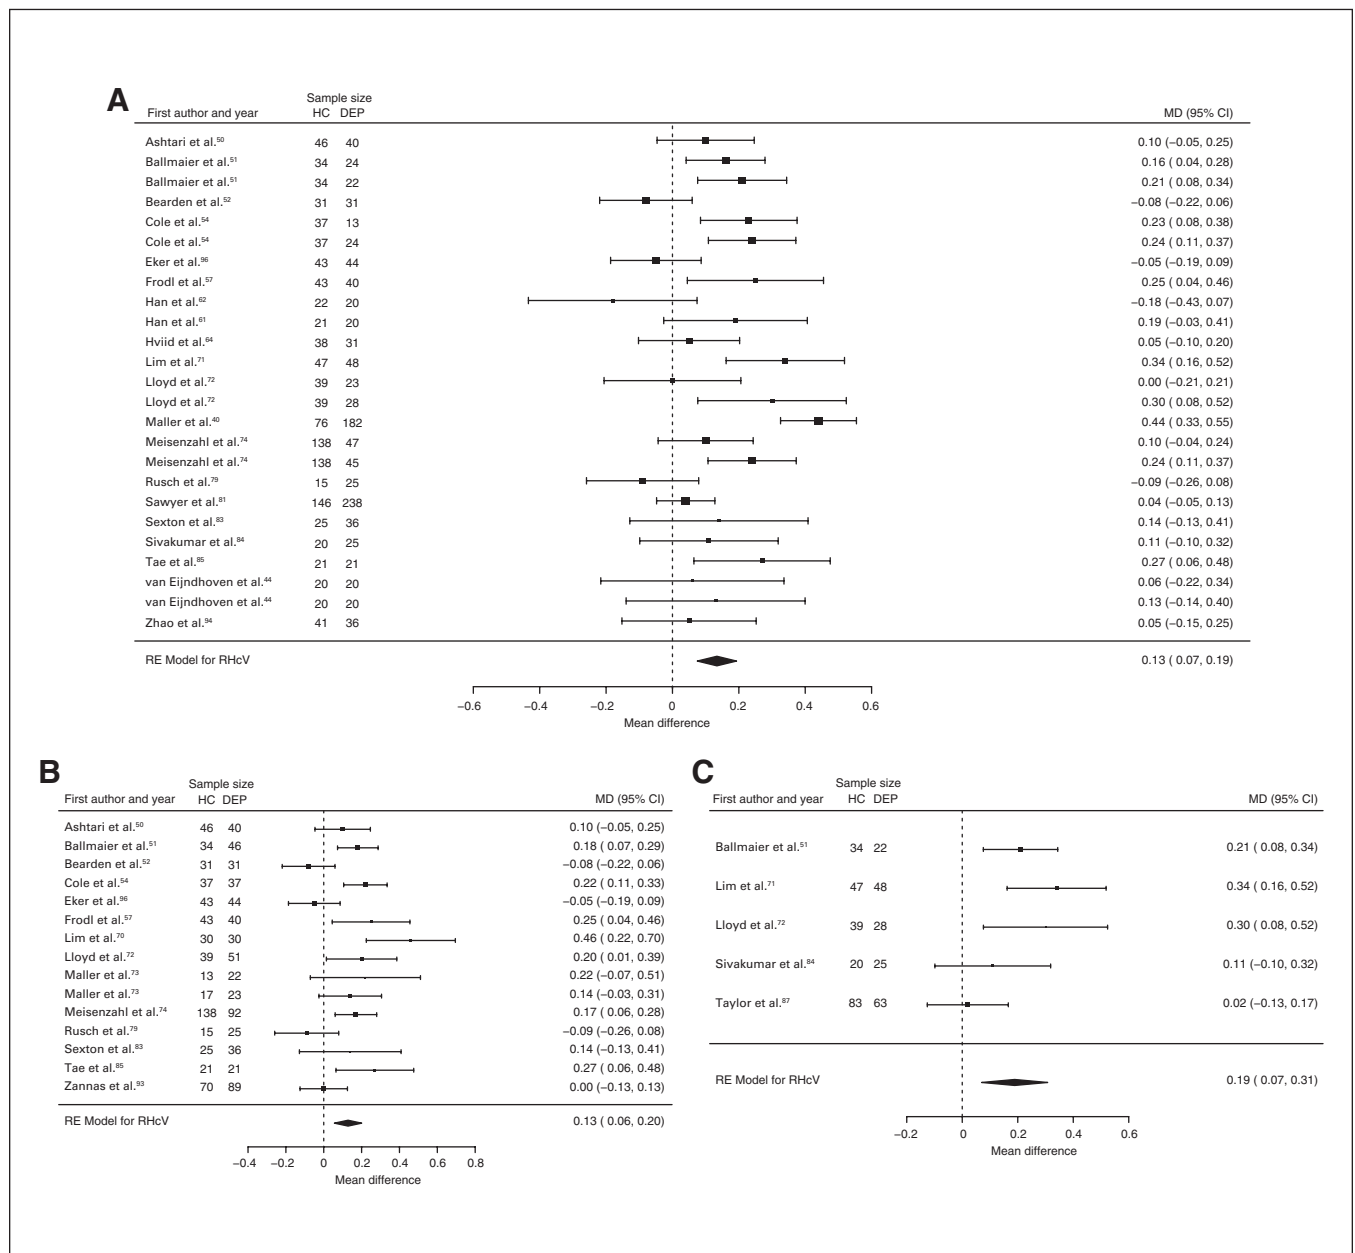 A
Sample size
First author and year HC DEP MD (95% CI)
Ashtari et al.50 46 40 0.10 (−0.05, 0.25)
Ballmaier et al.51 34 24 0.16 ( 0.04, 0.28)
Ballmaier et al.51 34 22 0.21 ( 0.08, 0.34)
Bearden et al.52 31 31 −0.08 (−0.22, 0.06)
Cole et al.54 37 13 0.23 ( 0.08, 0.38)
Cole et al.54 37 24 0.24 ( 0.11, 0.37)
Eker et al.96 43 44 −0.05 (−0.19, 0.09)
Frodl et al.57 43 40 0.25 ( 0.04, 0.46)
Han et al.62 22 20 −0.18 (−0.43, 0.07)
Han et al.61 21 20 0.19 (−0.03, 0.41)
Hviid et al.64 38 31 0.05 (−0.10, 0.20)
Lim et al.71 47 48 0.34 ( 0.16, 0.52)
Lloyd et al.72 39 23 0.00 (−0.21, 0.21)
Lloyd et al.72 39 28 0.30 ( 0.08, 0.52)
Maller et al.40 76 182 0.44 ( 0.33, 0.55)
Meisenzahl et al.74 138 47 0.10 (−0.04, 0.24)
Meisenzahl et al.74 138 45 0.24 ( 0.11, 0.37)
Rusch et al.79 15 25 −0.09 (−0.26, 0.08)
Sawyer et al.81 146 238 0.04 (−0.05, 0.13)
Sexton et al.83 25 36 0.14 (−0.13, 0.41)
Sivakumar et al.84 20 25 0.11 (−0.10, 0.32)
Tae et al.85 21 21 0.27 ( 0.06, 0.48)
van Eijndhoven et al.44 20 20 0.06 (−0.22, 0.34)
van Eijndhoven et al.44 20 20 0.13 (−0.14, 0.40)
Zhao et al.94 41 36 0.05 (−0.15, 0.25)
RE Model for RHcV 0.13 ( 0.07, 0.19)
−0.6 −0.4 −0.2 0 0.2 0.4 0.6
Mean difference
B
Sample size
First author and year HC DEP MD (95% CI)
Ashtari et al.50 46 40 0.10 (−0.05, 0.25)
Ballmaier et al.51 34 46 0.18 ( 0.07, 0.29)
Bearden et al.52 31 31 −0.08 (−0.22, 0.06)
Cole et al.54 37 37 0.22 ( 0.11, 0.33)
Eker et al.96 43 44 −0.05 (−0.19, 0.09)
Frodl et al.57 43 40 0.25 ( 0.04, 0.46)
Lim et al.70 30 30 0.46 ( 0.22, 0.70)
Lloyd et al.72 39 51 0.20 ( 0.01, 0.39)
Maller et al.73 13 22 0.22 (−0.07, 0.51)
Maller et al.73 17 23 0.14 (−0.03, 0.31)
Meisenzahl et al.74 138 92 0.17 ( 0.06, 0.28)
Rusch et al.79 15 25 −0.09 (−0.26, 0.08)
Sexton et al.83 25 36 0.14 (−0.13, 0.41)
Tae et al.85 21 21 0.27 ( 0.06, 0.48)
Zannas et al.93 70 89 0.00 (−0.13, 0.13)
RE Model for RHcV 0.13 ( 0.06, 0.20)
−0.4 −0.2 0 0.2 0.4 0.6 0.8
Mean difference
C
Sample size
First author and year HC DEP MD (95% CI)
Ballmaier et al.51 34 22 0.21 ( 0.08, 0.34)
Lim et al.71 47 48 0.34 ( 0.16, 0.52)
Lloyd et al.72 39 28 0.30 ( 0.08, 0.52)
Sivakumar et al.84 20 25 0.11 (−0.10, 0.32)
Taylor et al.87 83 63 0.02 (−0.13, 0.17)
RE Model for RHcV 0.19 ( 0.07, 0.31)
−0.2 0 0.2 0.4 0.6
Mean difference